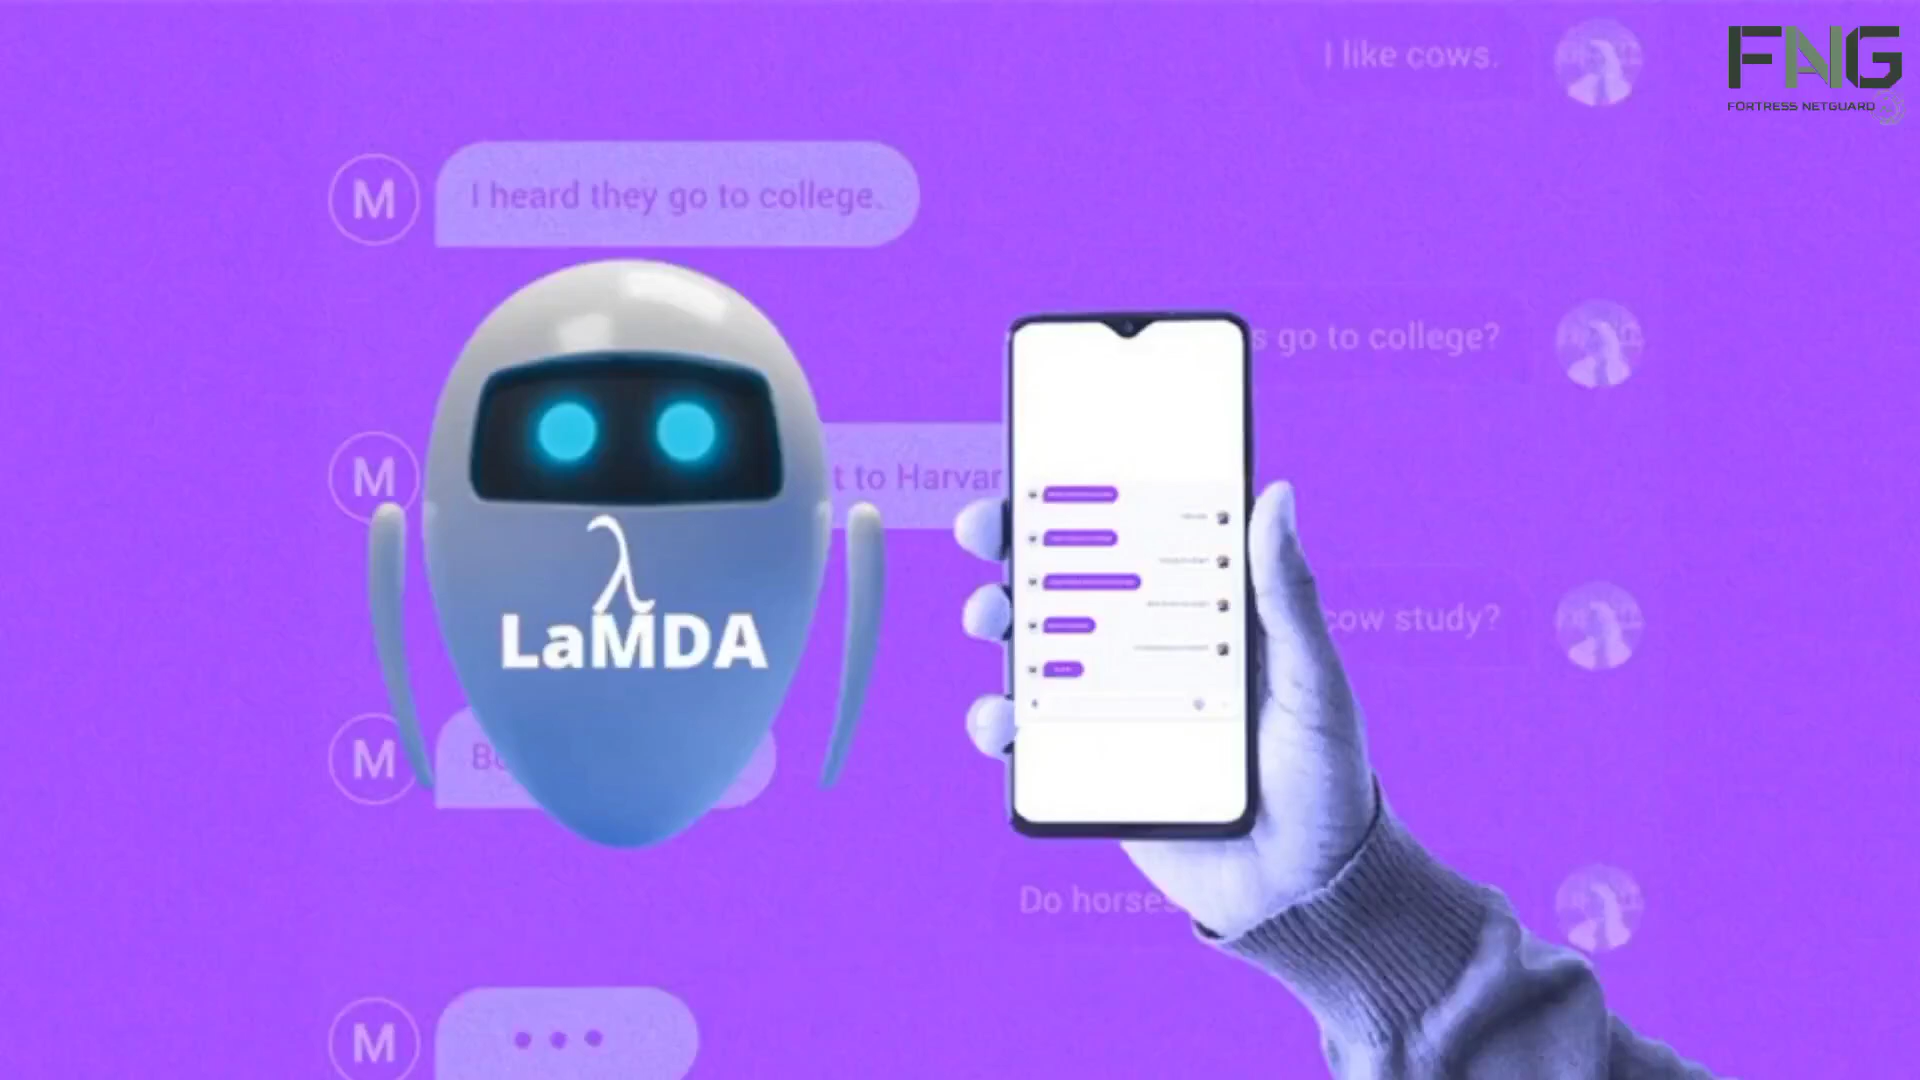 I like cows.
FNG
FORTRESS NETGUARD
M
I heard they go to college.
s go to college?
M
t to Harvar
λ
LaMDA
cow study?
M
Do horses
M